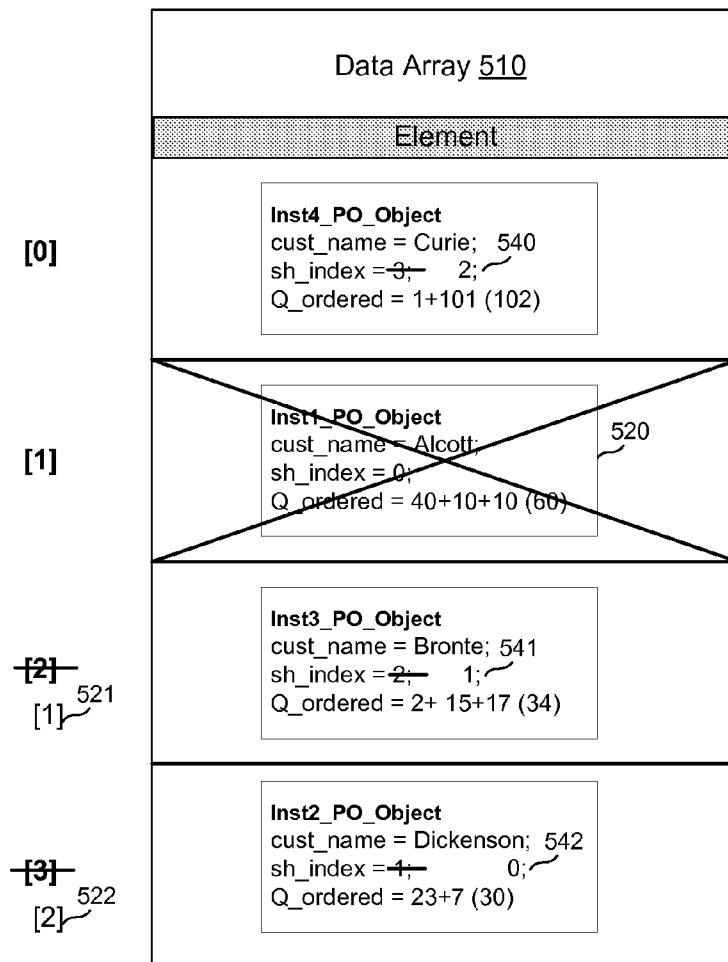 Data Array 510
Element
[0]
Inst4_PO_Object
cust_name = Curie; 540
sh_index = 3; 2;
Q_ordered = 1+101 (102)
[1]
Inst1_PO_Object
cust_name = Alcott;
520
sh_index = 0;
Q_ordered = 40+10+10 (60)
[2]
[1] 521
Inst3_PO_Object
cust_name = Bronte; 541
sh_index = 2; 1;
Q_ordered = 2+ 15+17 (34)
[3]
[2] 522
Inst2_PO_Object
cust_name = Dickenson; 542
sh_index = 1; 0;
Q_ordered = 23+7 (30)